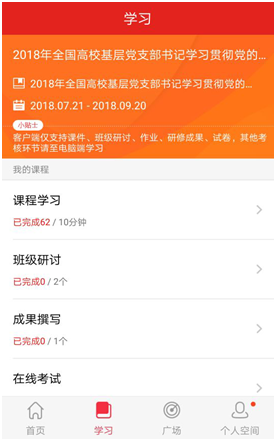 学习
2018年全国高校基层党支部书记学习贯彻党的...
2018年全国高校基层党支部书记学习贯彻党的...
2018.07.21 - 2018.09.20
小贴士
客户端仅支持课件、班级研讨、作业、研修成果、试卷，其他考
核环节请至电脑端学习
我的课程
课程学习
已完成62 / 10分钟
班级研讨
已完成0 / 2个
成果撰写
已完成0 / 1个
在线考试
首页
学习
广场
个人空间